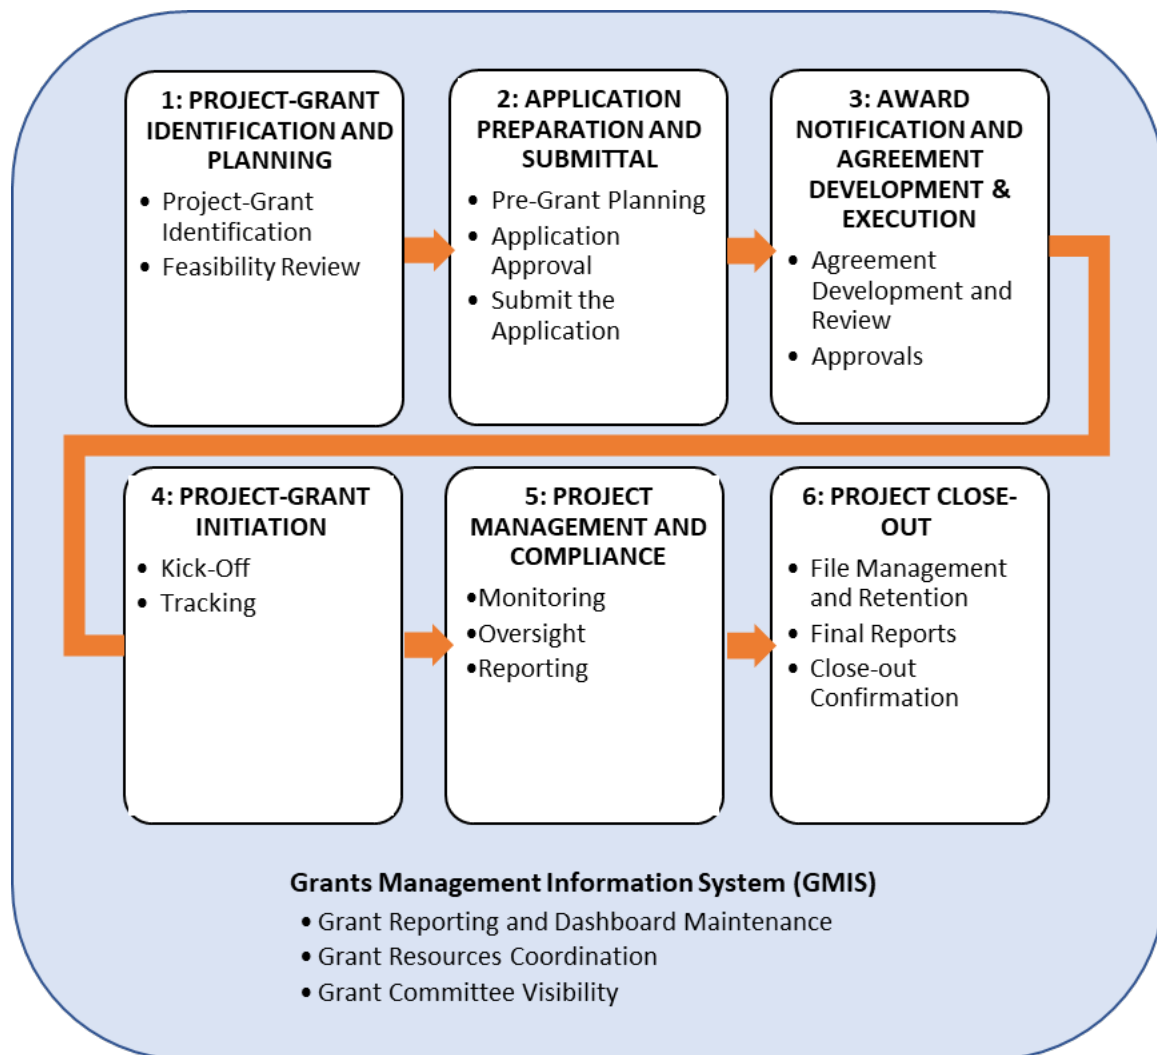 1: PROJECT-GRANT
IDENTIFICATION AND
PLANNING
• Project-Grant
Identification
• Feasibility Review
2: APPLICATION
PREPARATION AND
SUBMITTAL
• Pre-Grant Planning
• Application
Approval
• Submit the
Application
3: AWARD
NOTIFICATION AND
AGREEMENT
DEVELOPMENT &
EXECUTION
• Agreement
Development and
Review
• Approvals
4: PROJECT-GRANT
INITIATION
• Kick-Off
• Tracking
5: PROJECT
MANAGEMENT AND
COMPLIANCE
•Monitoring
•Oversight
•Reporting
6: PROJECT CLOSE-
OUT
• File Management
and Retention
• Final Reports
• Close-out
Confirmation
Grants Management Information System (GMIS)
• Grant Reporting and Dashboard Maintenance
• Grant Resources Coordination
• Grant Committee Visibility